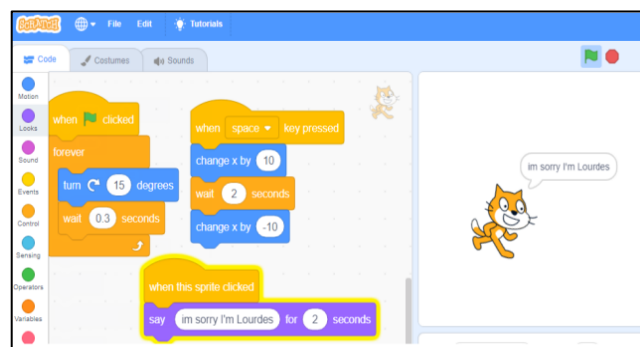 SCRATCH File Edit Tutorials
Code Costumes Sounds
Motion
Looks
Sound
Events
Control
Sensing
Operators
Variables
when clicked
forever
turn 15 degrees
wait 0.3 seconds
when space key pressed
change x by 10
wait 2 seconds
change x by -10
when this sprite clicked
say im sorry I'm Lourdes for 2 seconds
im sorry I'm Lourdes